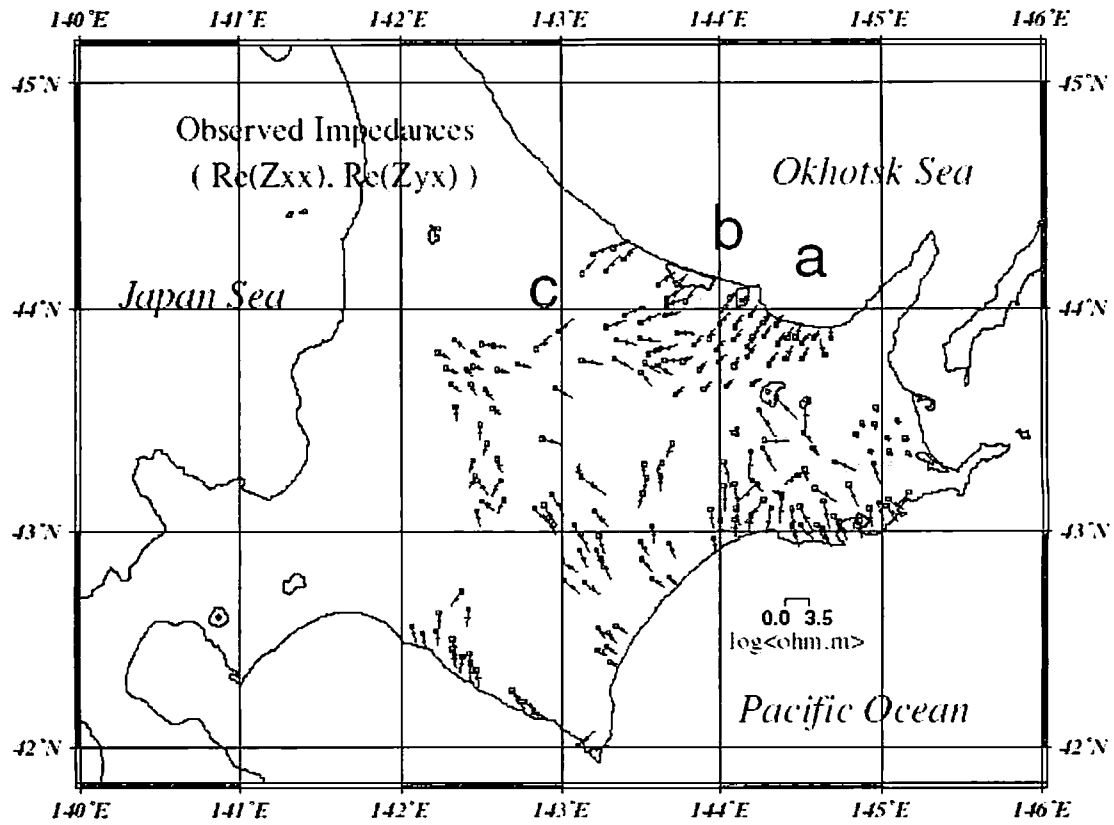 140°E 141°E 142°E 143°E 144°E 145°E 146°E
45°N 45°N
Observed Impedances
( Re(Zxx). Re(Zyx) )
Okhotsk Sea
b
a
c
Japan Sea
44°N 44°N
43°N 43°N
0.0 3.5
log<ohm.m>
Pacific Ocean
42°N 42°N
140°E 141°E 142°E 143°E 144°E 145°E 146°E